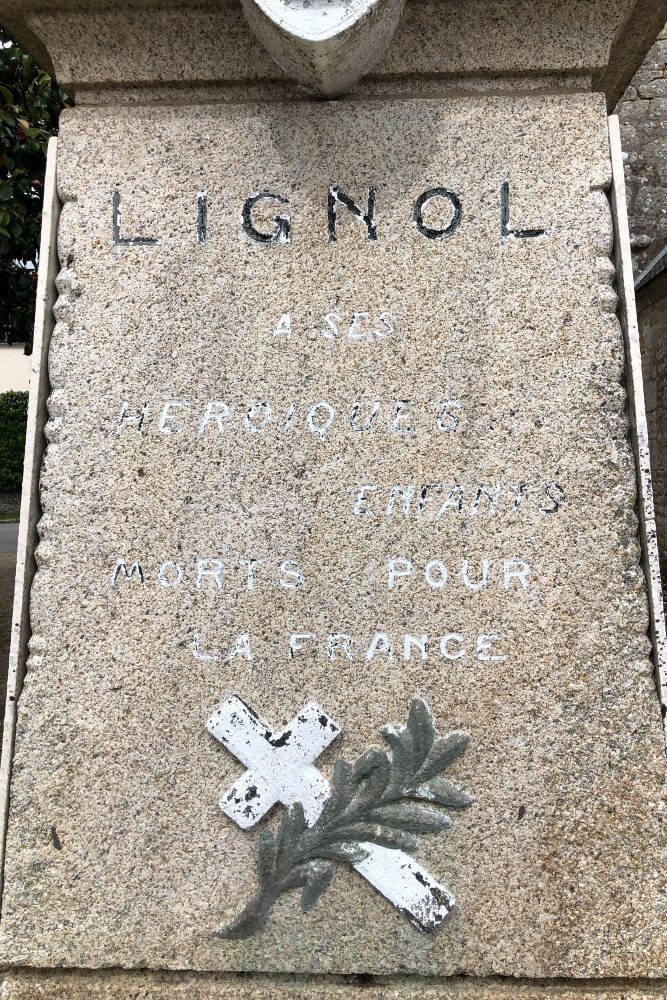 LIGNOL
A SES
HEROIQUES
ENFANTS
MORTS POUR
LA FRANCE